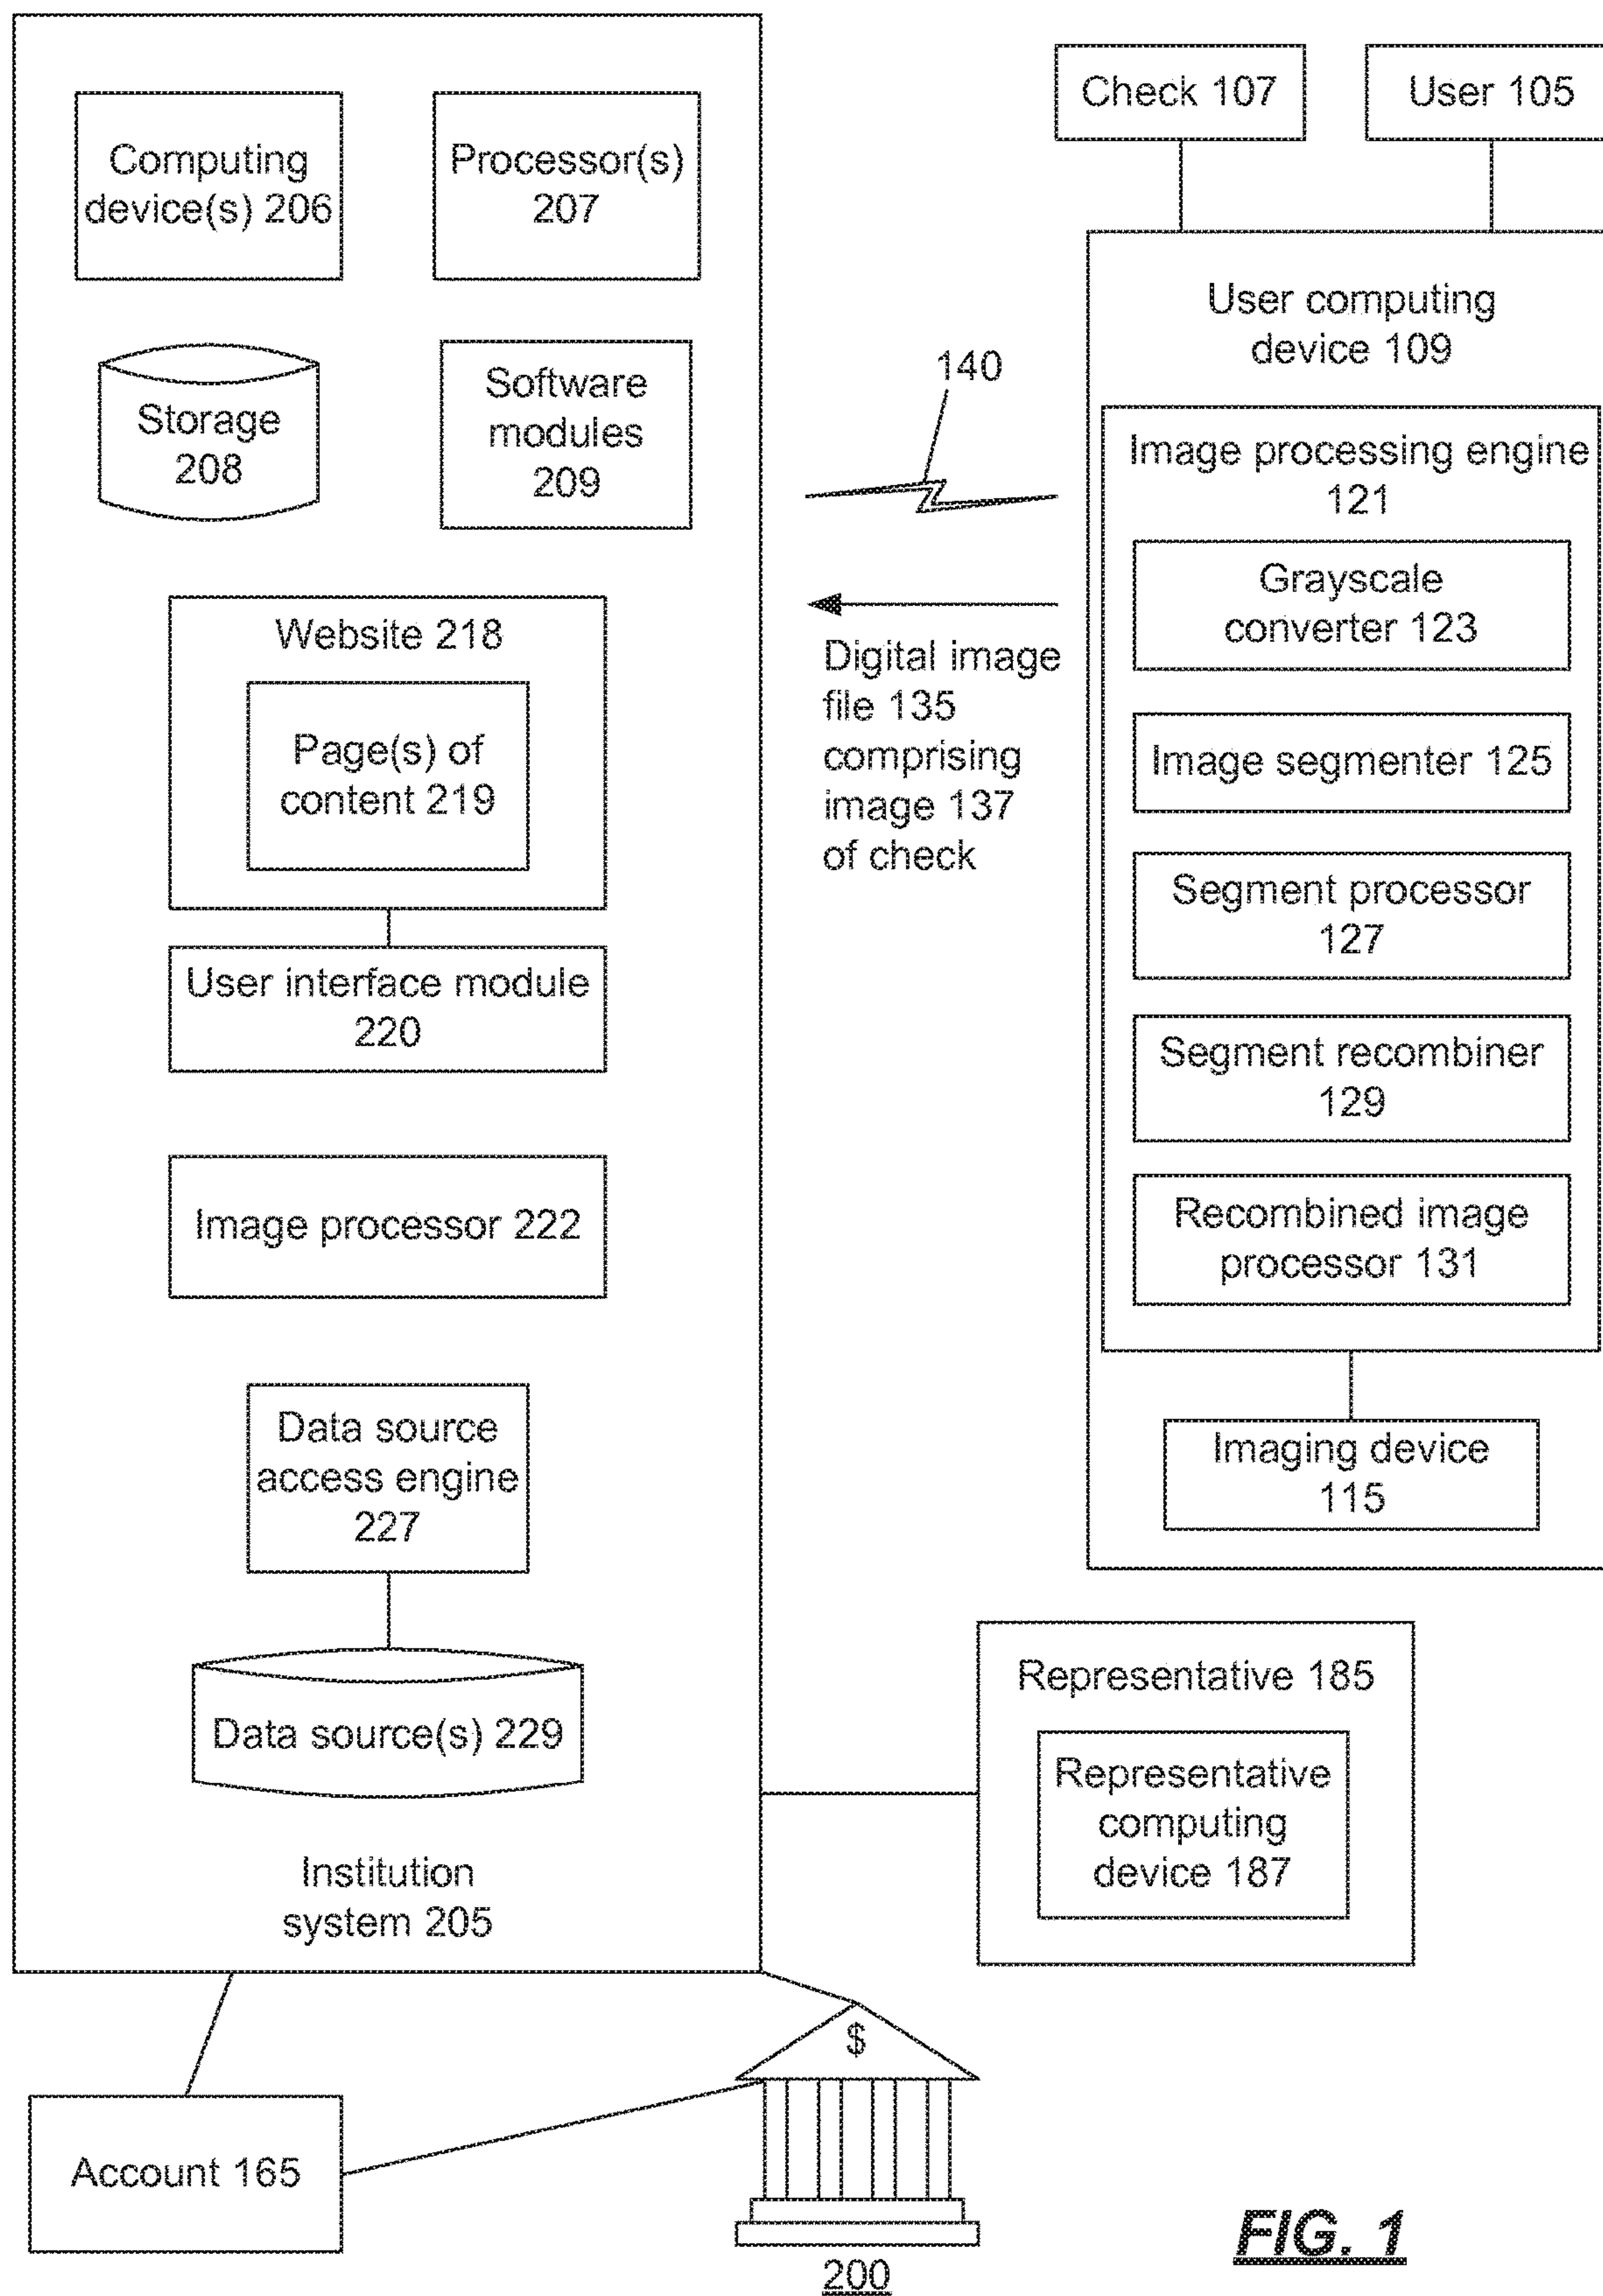 Computing
device(s) 206
Processor(s)
207
Storage
208
Software
modules
209
Website 218
Page(s) of
content 219
User interface module
220
Image processor 222
Data source
access engine
227
Data source(s) 229
Institution
system 205
Account 165
$
200
140
Digital image
file 135
comprising
image 137
of check
Check 107
User 105
User computing
device 109
Image processing engine
121
Grayscale
converter 123
Image segmenter 125
Segment processor
127
Segment recombiner
129
Recombined image
processor 131
Imaging device
115
Representative 185
Representative
computing
device 187
FIG. 1